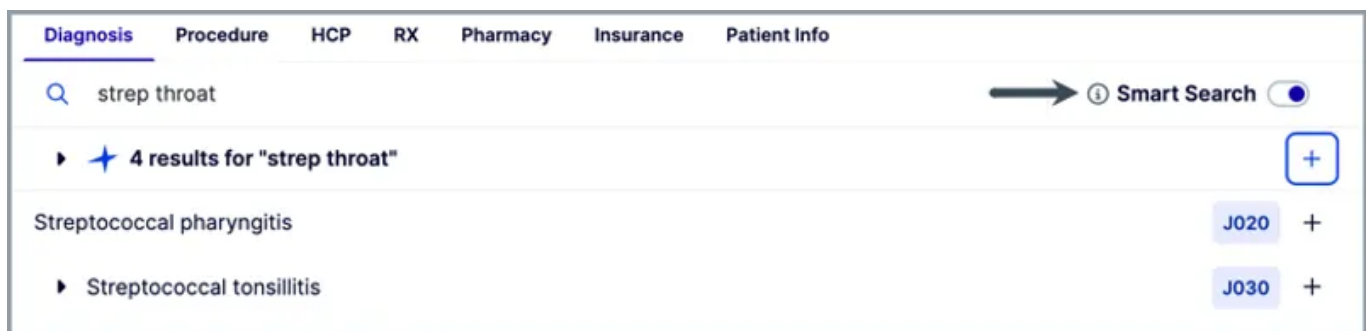 Diagnosis Procedure HCP RX Pharmacy Insurance Patient Info
strep throat Smart Search
4 results for "strep throat"
Streptococcal pharyngitis J020
Streptococcal tonsillitis J030